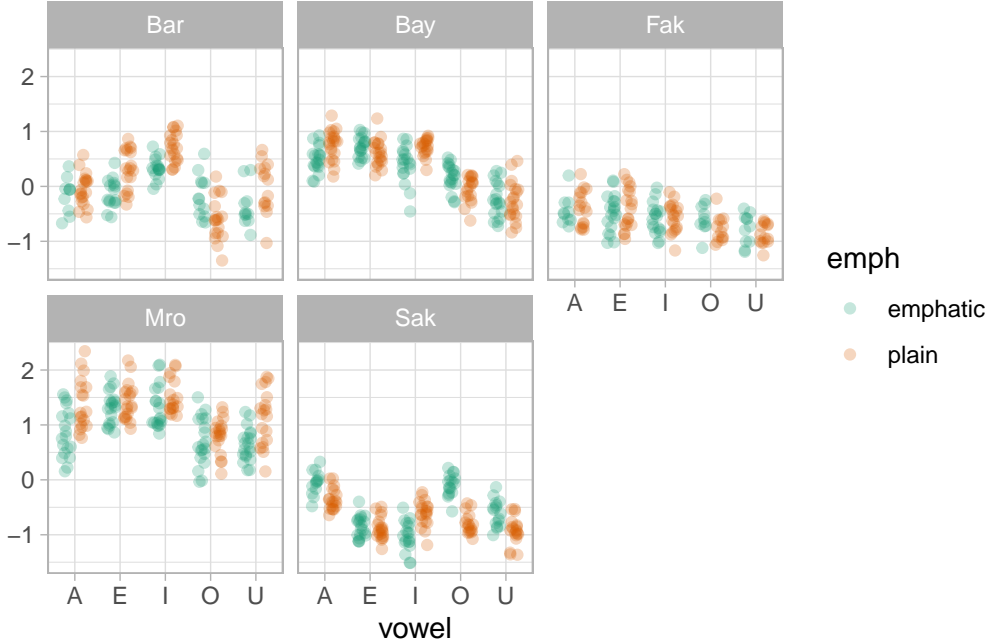 Bar Bay Fak
2
1
0
−1
A E I O U
Mro Sak
2
1
0
−1
A E I O U A E I O U
vowel
emph
emphatic
plain